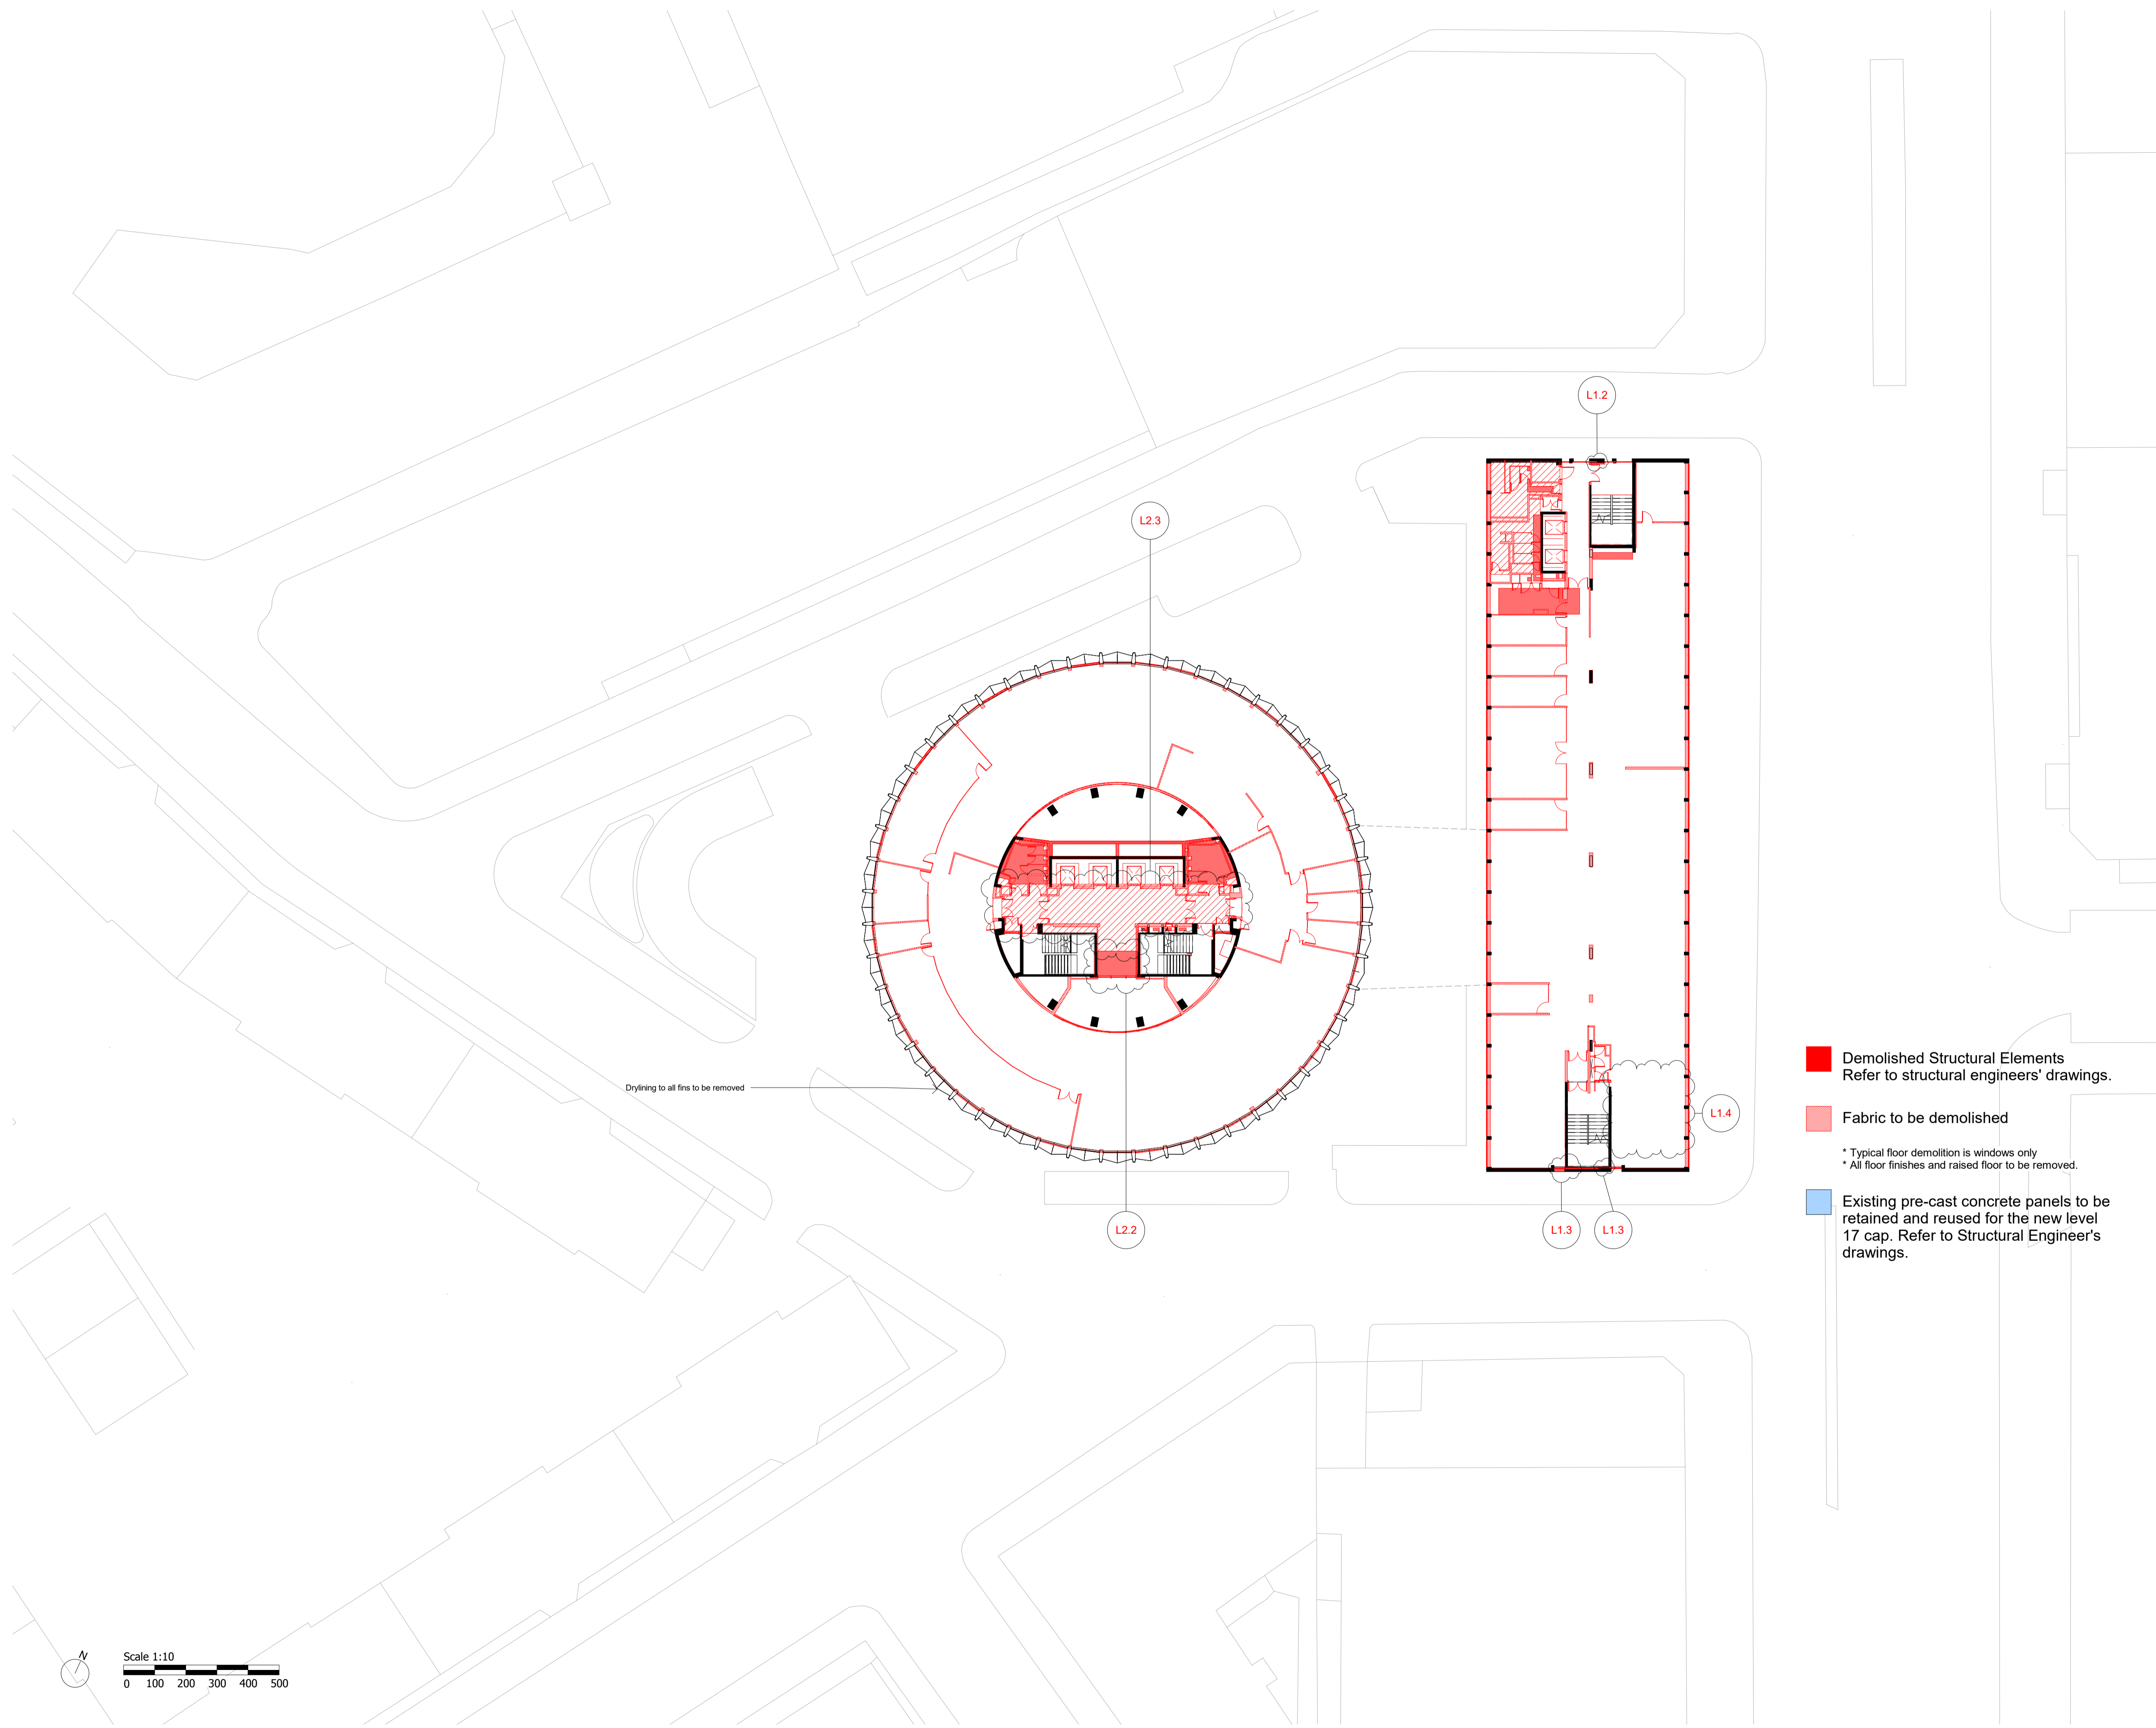 L1.2
L2.3
Demolished Structural Elements
Refer to structural engineers' drawings.
Drylining to all fins to be removed
L1.4
Fabric to be demolished
* Typical floor demolition is windows only
* All floor finishes and raised floor to be removed.
Existing pre-cast concrete panels to be
retained and reused for the new level
17 cap. Refer to Structural Engineer's
drawings.
L2.2
L1.3
L1.3
N
Scale 1:10
0 100 200 300 400 500